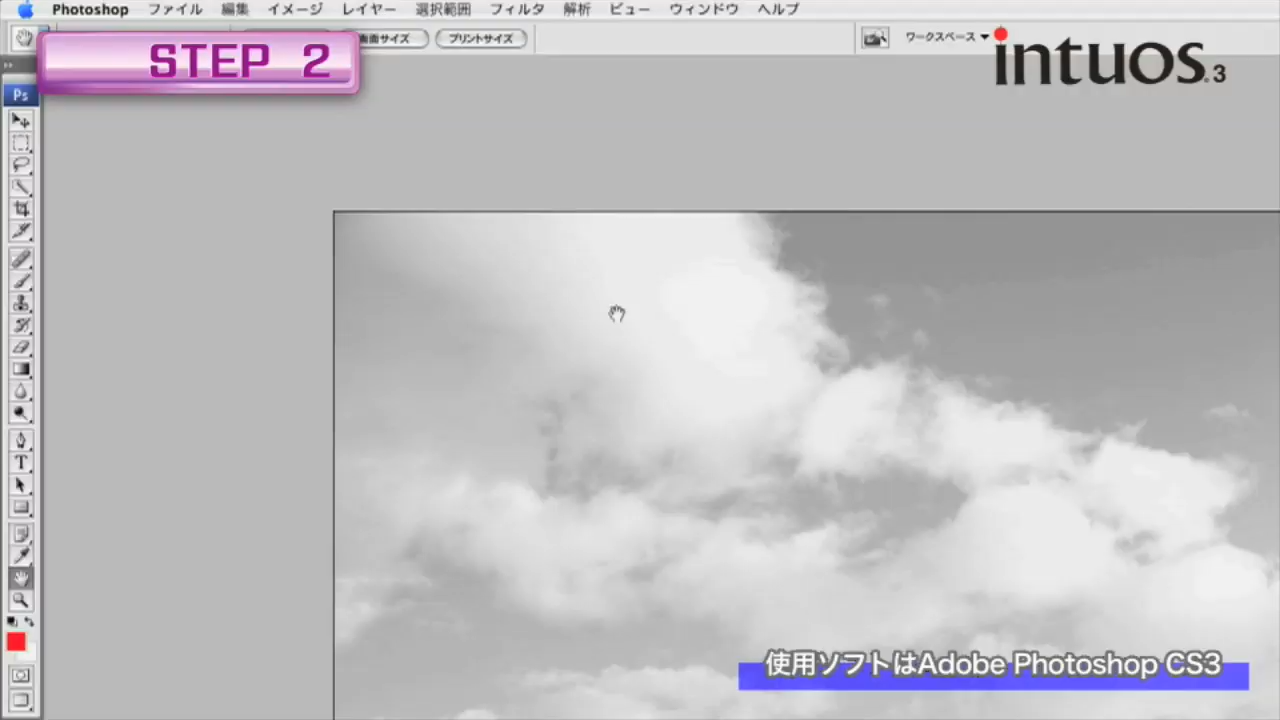 Photoshop ファイル 編集 イメージ レイヤー 選択範囲 フィルタ 解析 ビュー ウィンドウ ヘルプ
画面サイズ プリントサイズ ワークスペース
STEP 2
intuos.3
Ps
T
使用ソフトはAdobe Photoshop CS3